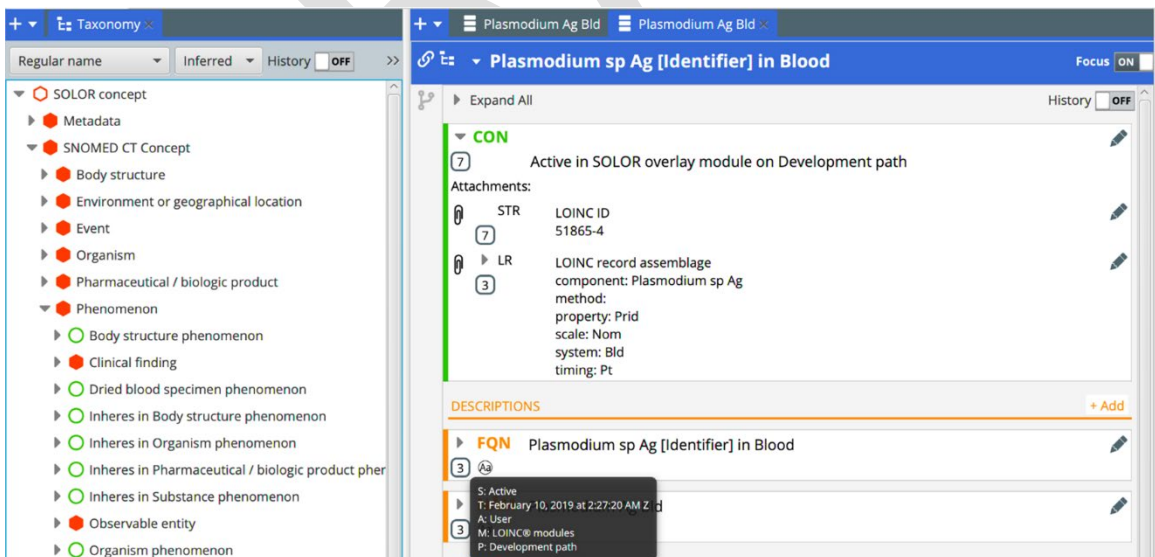 Taxonomy
Regular name Inferred History OFF >>
SOLOR concept
Metadata
SNOMED CT Concept
Body structure
Environment or geographical location
Event
Organism
Pharmaceutical / biologic product
Phenomenon
Body structure phenomenon
Clinical finding
Dried blood specimen phenomenon
Inheres in Body structure phenomenon
Inheres in Organism phenomenon
Inheres in Pharmaceutical / biologic product pher
Inheres in Substance phenomenon
Observable entity
Organism phenomenon
Plasmodium Ag Bld Plasmodium Ag Bld
Plasmodium sp Ag [Identifier] in Blood Focus ON
Expand All History OFF
CON
7 Active in SOLOR overlay module on Development path
Attachments:
STR LOINC ID
7 51865-4
LR LOINC record assemblage
3 component: Plasmodium sp Ag
method:
property: Prid
scale: Nom
system: Bld
timing: Pt
DESCRIPTIONS + Add
FQN Plasmodium sp Ag [Identifier] in Blood
3 Aa
S: Active
T: February 10, 2019 at 2:27:20 AM Z
A: User
3 M: LOINC® modules
P: Development path